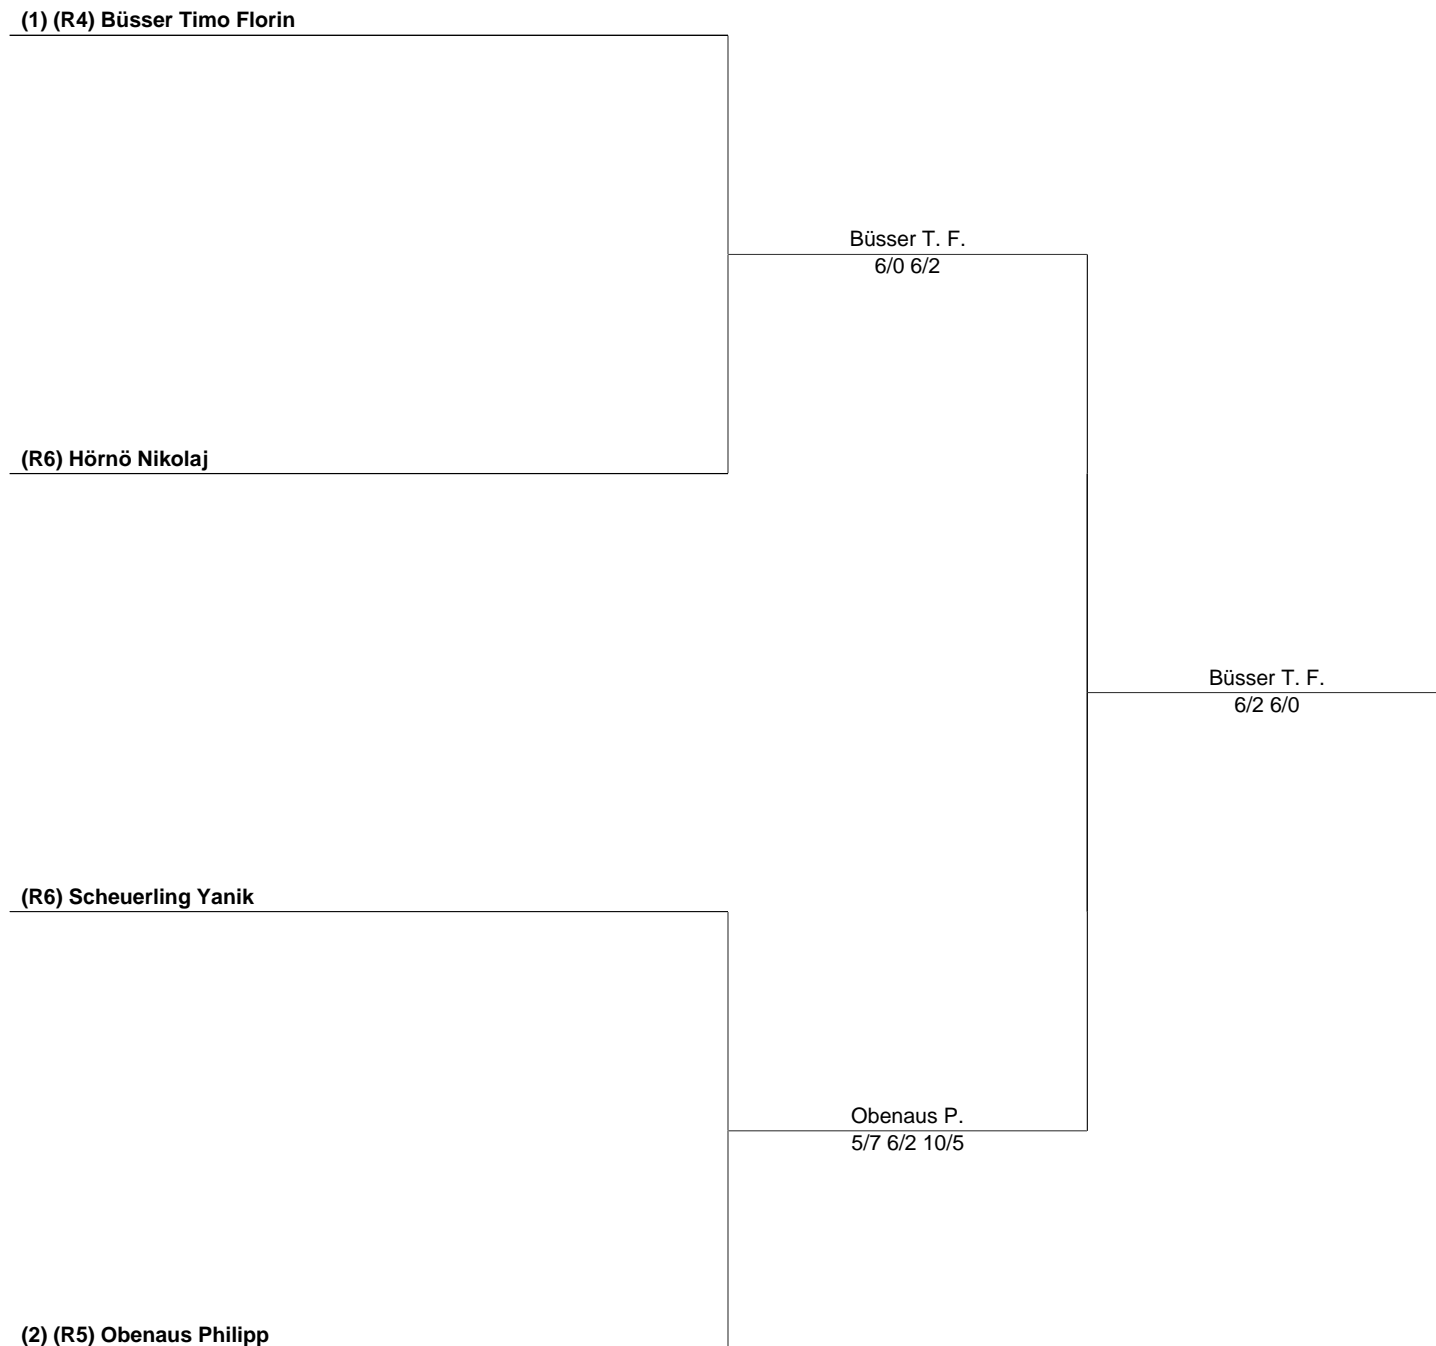 (1) (R4) Büsser Timo Florin
Büsser T. F.
6/0 6/2
(R6) Hörnö Nikolaj
Büsser T. F.
6/2 6/0
(R6) Scheuerling Yanik
Obenaus P.
5/7 6/2 10/5
(2) (R5) Obenaus Philipp